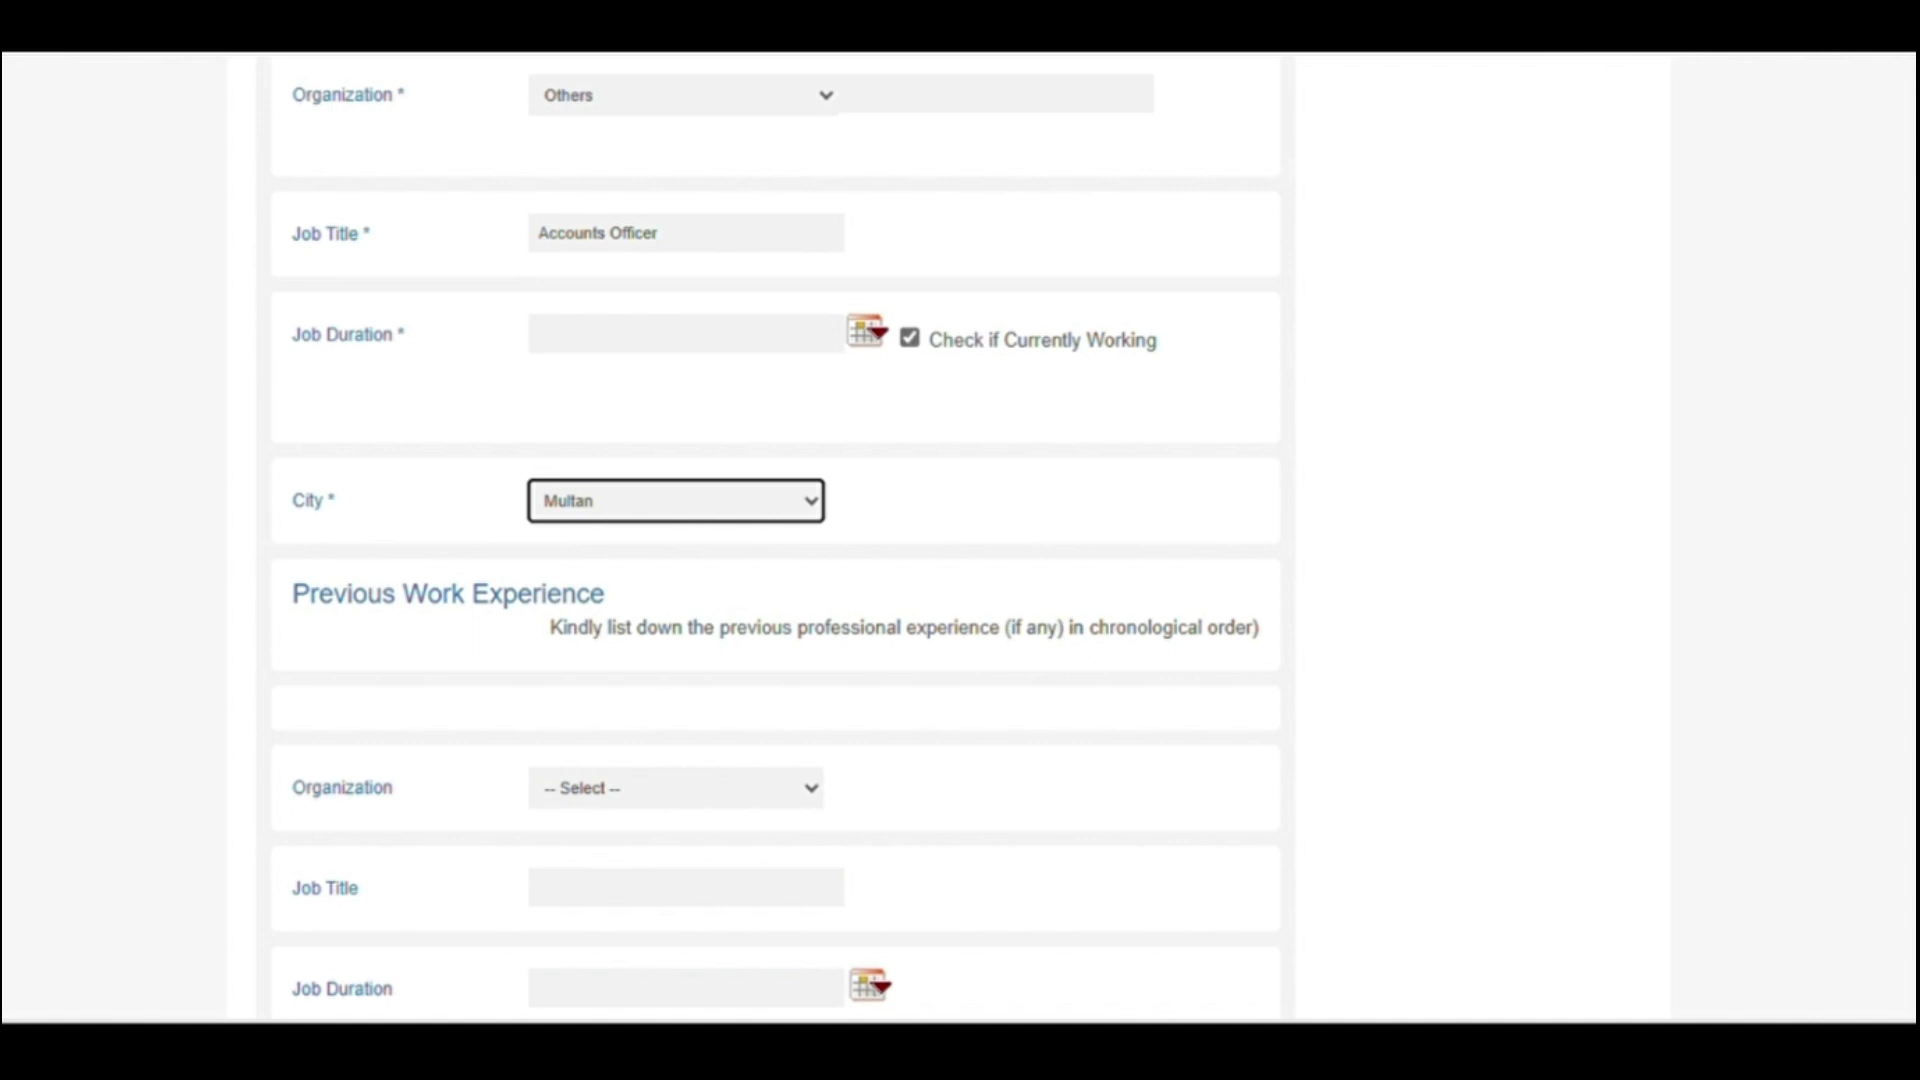 Organization * Others
Job Title * Accounts Officer
Job Duration * Check if Currently Working
City * Multan
Previous Work Experience
Kindly list down the previous professional experience (if any) in chronological order)
Organization -- Select --
Job Title
Job Duration